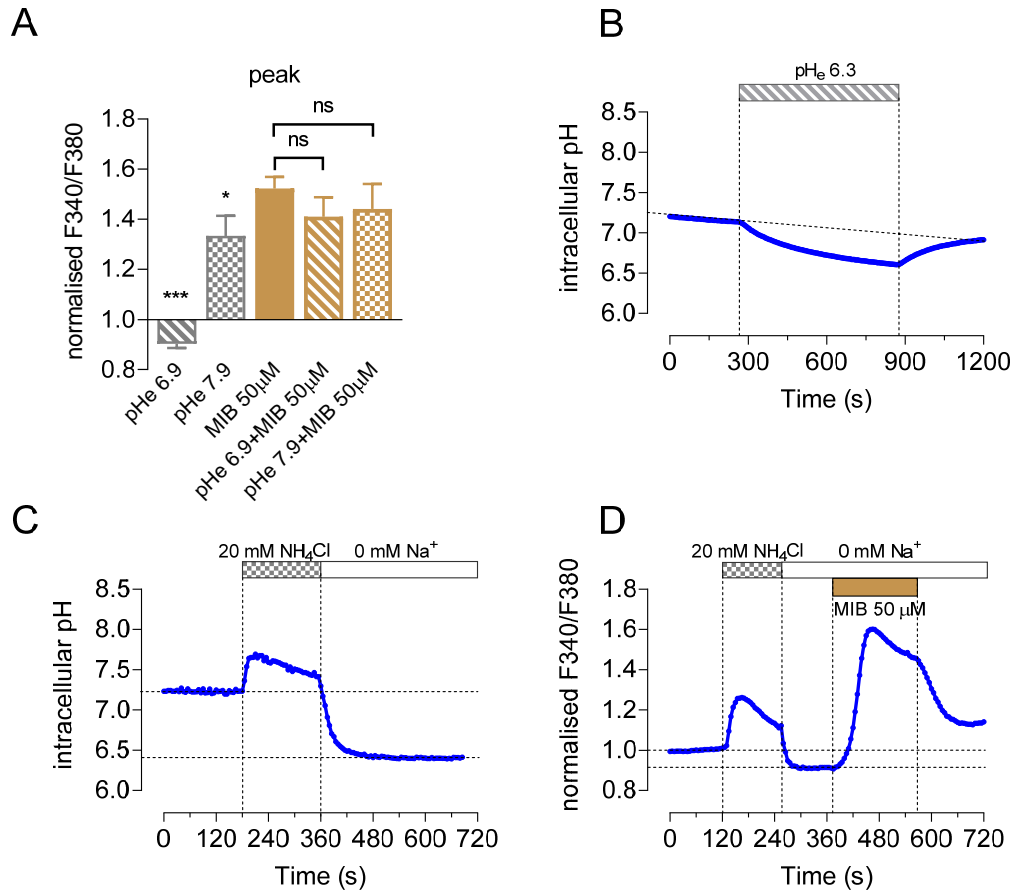 A
peak
normalised F340/F380
1.8
1.6
1.4
1.2
1.0
0.8
ns
ns
*
***
pHe 6.9
pHe 7.9
MIB 50µM
pHe 6.9+MIB 50µM
pHe 7.9+MIB 50µM
B
pHe 6.3
intracellular pH
8.5
8.0
7.5
7.0
6.5
6.0
0 300 600 900 1200
Time (s)
C
20 mM NH4Cl 0 mM Na+
intracellular pH
8.5
8.0
7.5
7.0
6.5
6.0
0 120 240 360 480 600 720
Time (s)
D
20 mM NH4Cl 0 mM Na+
MIB 50 µM
normalised F340/F380
1.8
1.6
1.4
1.2
1.0
0.8
0 120 240 360 480 600 720
Time (s)